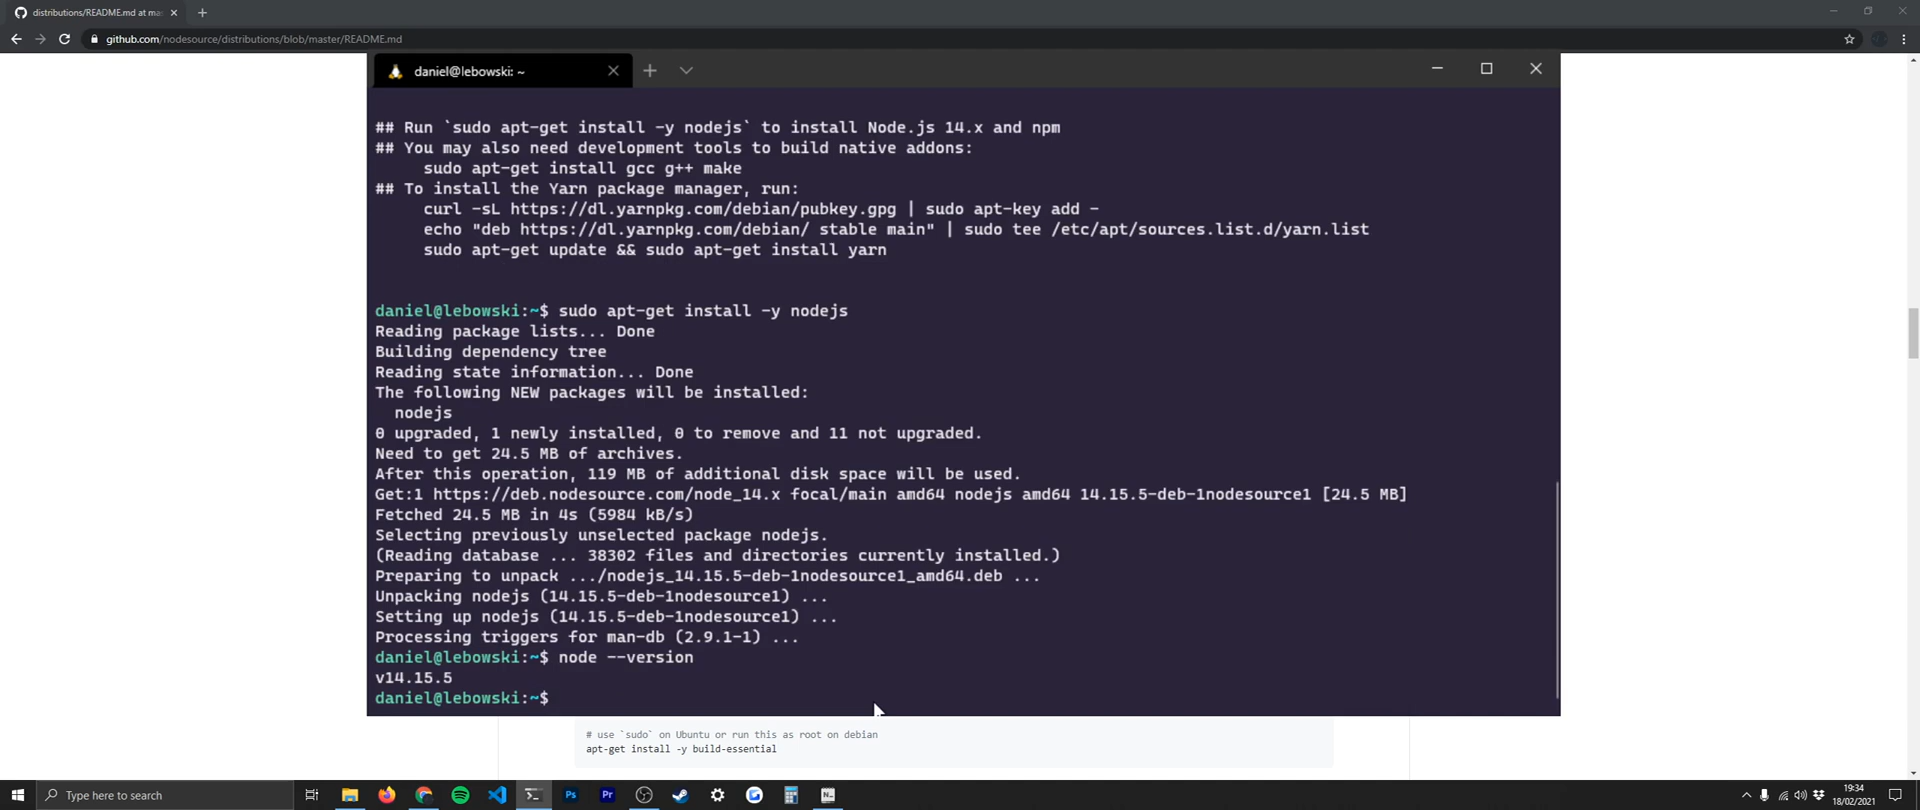 distributions/README.md at mas
github.com/nodesource/distributions/blob/master/README.md
daniel@lebowski: ~
## Run `sudo apt-get install -y nodejs` to install Node.js 14.x and npm
## You may also need development tools to build native addons:
sudo apt-get install gcc g++ make
## To install the Yarn package manager, run:
curl -sL https://dl.yarnpkg.com/debian/pubkey.gpg | sudo apt-key add -
echo "deb https://dl.yarnpkg.com/debian/ stable main" | sudo tee /etc/apt/sources.list.d/yarn.list
sudo apt-get update && sudo apt-get install yarn
daniel@lebowski:~$ sudo apt-get install -y nodejs
Reading package lists... Done
Building dependency tree
Reading state information... Done
The following NEW packages will be installed:
nodejs
0 upgraded, 1 newly installed, 0 to remove and 11 not upgraded.
Need to get 24.5 MB of archives.
After this operation, 119 MB of additional disk space will be used.
Get:1 https://deb.nodesource.com/node_14.x focal/main amd64 nodejs amd64 14.15.5-deb-1nodesource1 [24.5 MB]
Fetched 24.5 MB in 4s (5984 kB/s)
Selecting previously unselected package nodejs.
(Reading database ... 38302 files and directories currently installed.)
Preparing to unpack .../nodejs_14.15.5-deb-1nodesource1_amd64.deb ...
Unpacking nodejs (14.15.5-deb-1nodesource1) ...
Setting up nodejs (14.15.5-deb-1nodesource1) ...
Processing triggers for man-db (2.9.1-1) ...
daniel@lebowski:~$ node --version
v14.15.5
daniel@lebowski:~$
# use `sudo` on Ubuntu or run this as root on debian
apt-get install -y build-essential
Type here to search
Ps
Pr
19:34
18/02/2021